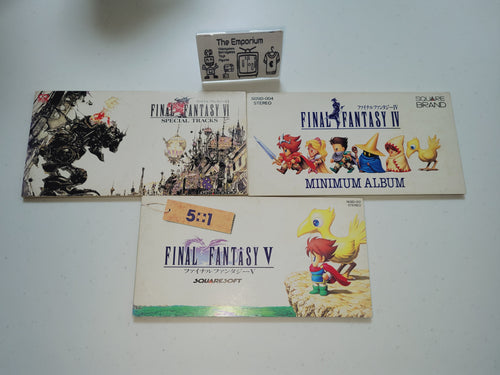 The Emporium
FINAL FANTASY VI
SPECIAL TRACKS
STEREO
ファイナルファンタジーIV
FINAL FANTASY IV
SQUARE
BRAND
MINIMUM ALBUM
5::1
STEREO
FINAL FANTASY V
ファイナルファンタジーV
SQUARESOFT